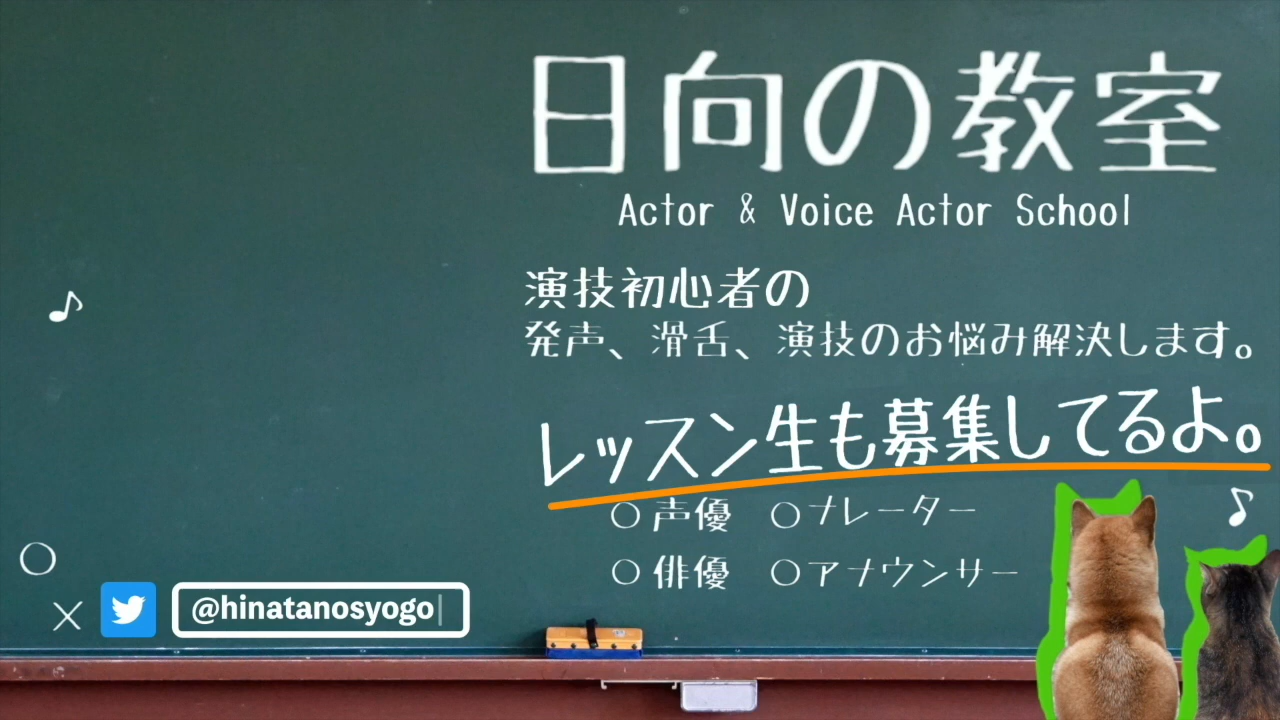 日向の教室
Actor & Voice Actor School
演技初心者の
発声、滑舌、演技のお悩み解決します。
レッスン生も募集してるよ。
○声優 ○ナレーター
○俳優 ○アナウンサー
@hinatanosyogo